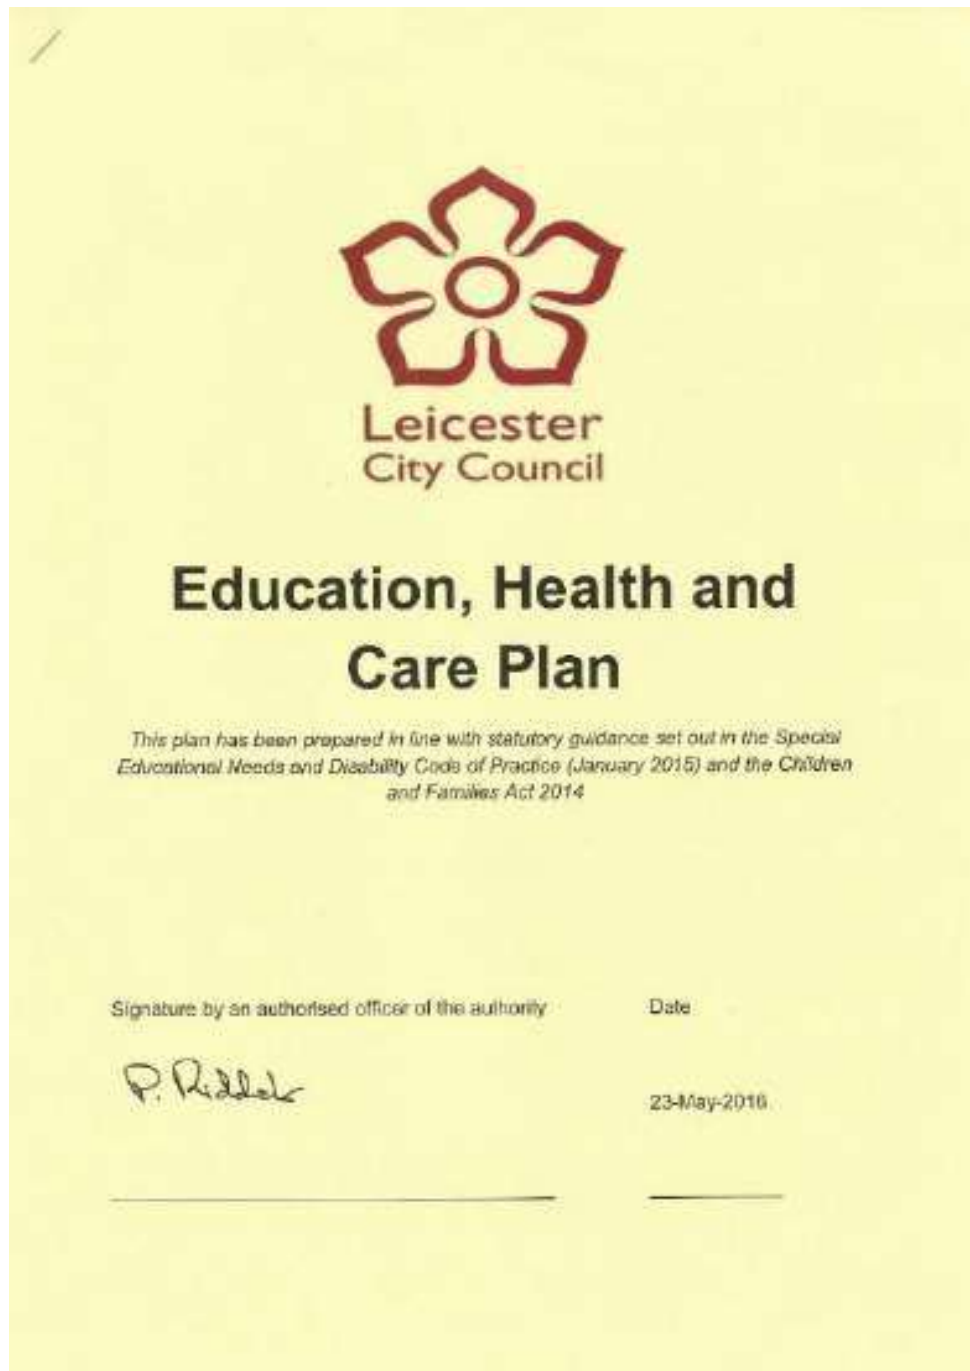 Leicester
City Council
Education, Health and
Care Plan
This plan has been prepared in line with statutory guidance set out in the Special
Educational Needs and Disability Code of Practice (January 2015) and the Children
and Families Act 2014
Signature by an authorised officer of the authority
Date
P.
23-May-2016